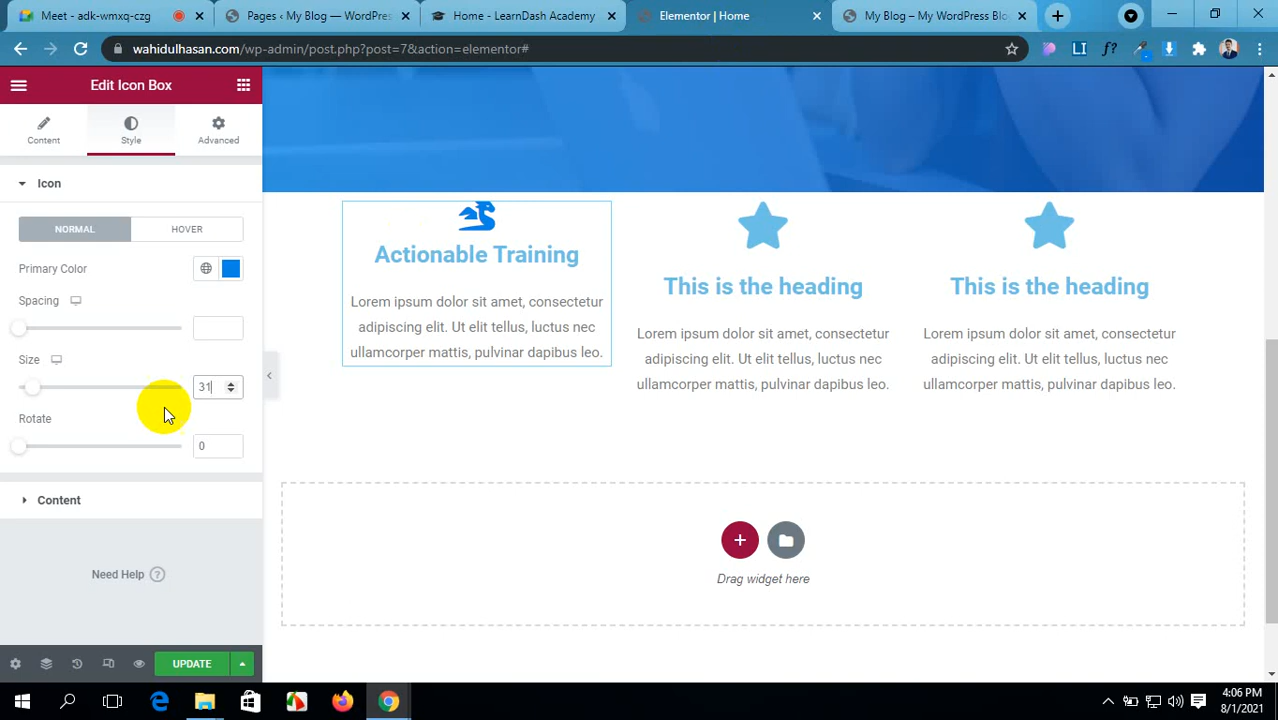 Meet - adk-wmxq-czg
Pages ‹ My Blog — WordPres
Home - LearnDash Academy
Elementor | Home
My Blog – My WordPress Blo
wahidulhasan.com/wp-admin/post.php?post=7&action=elementor#
LI
f?
Edit Icon Box
Content
Style
Advanced
Icon
NORMAL
HOVER
Primary Color
Spacing
Size
31
Rotate
0
Content
Need Help ?
UPDATE
Actionable Training
Lorem ipsum dolor sit amet, consectetur
adipiscing elit. Ut elit tellus, luctus nec
ullamcorper mattis, pulvinar dapibus leo.
This is the heading
Lorem ipsum dolor sit amet, consectetur
adipiscing elit. Ut elit tellus, luctus nec
ullamcorper mattis, pulvinar dapibus leo.
This is the heading
Lorem ipsum dolor sit amet, consectetur
adipiscing elit. Ut elit tellus, luctus nec
ullamcorper mattis, pulvinar dapibus leo.
Drag widget here
4:06 PM
8/1/2021